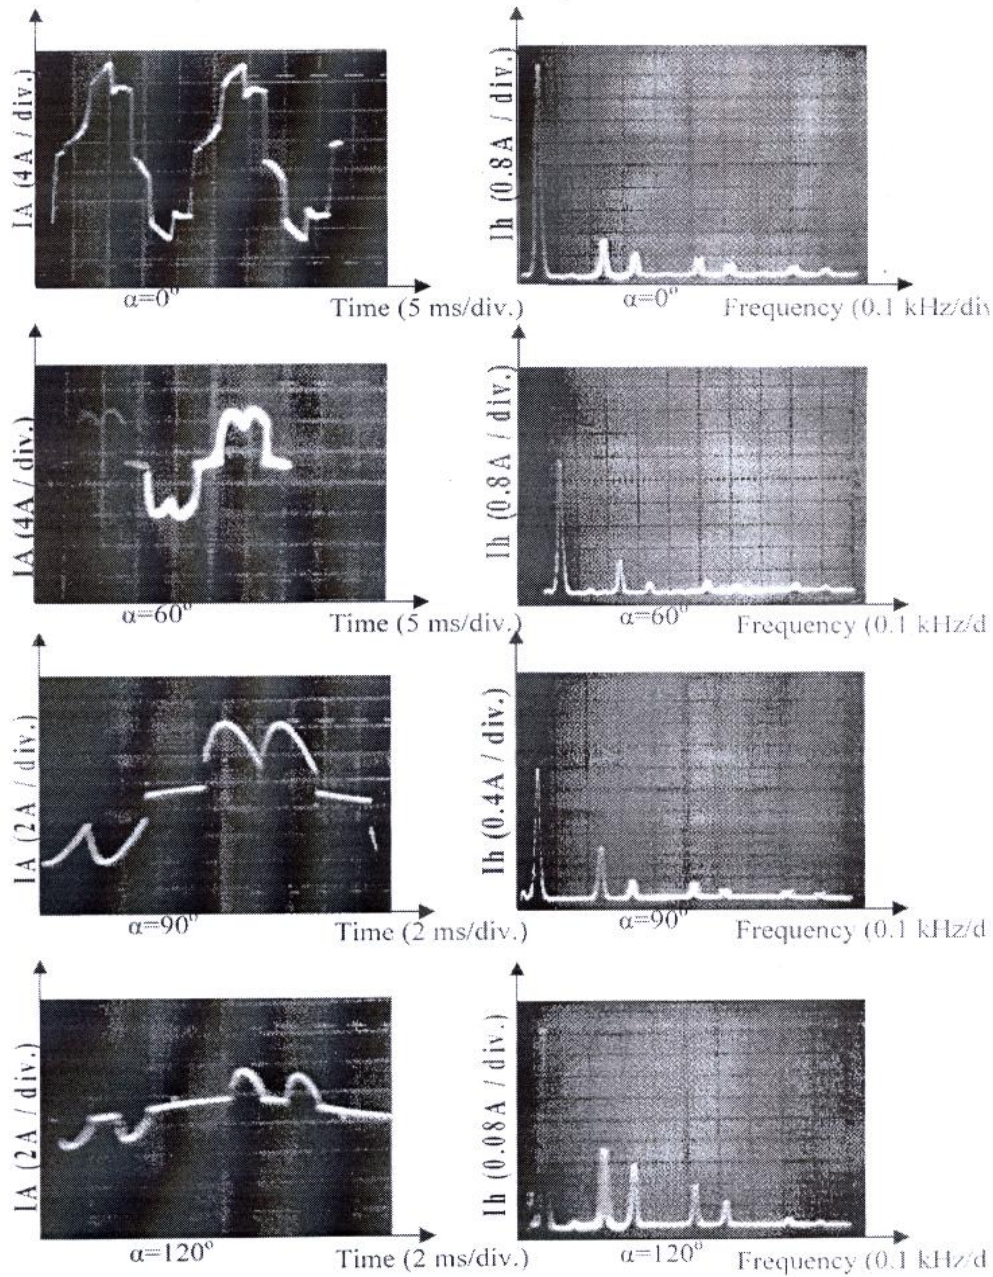 IA (4A / div.)
α=0°
Time (5 ms/div.)
Ih (0.8A / div.)
α=0°
Frequency (0.1 kHz/div
IA (4A / div.)
α=60°
Time (5 ms/div.)
Ih (0.8A / div.)
α=60°
Frequency (0.1 kHz/d
IA (2A / div.)
α=90°
Time (2 ms/div.)
Ih (0.4A / div.)
α=90°
Frequency (0.1 kHz/d
IA (2A / div.)
α=120°
Time (2 ms/div.)
Ih (0.08A / div.)
α=120°
Frequency (0.1 kHz/d